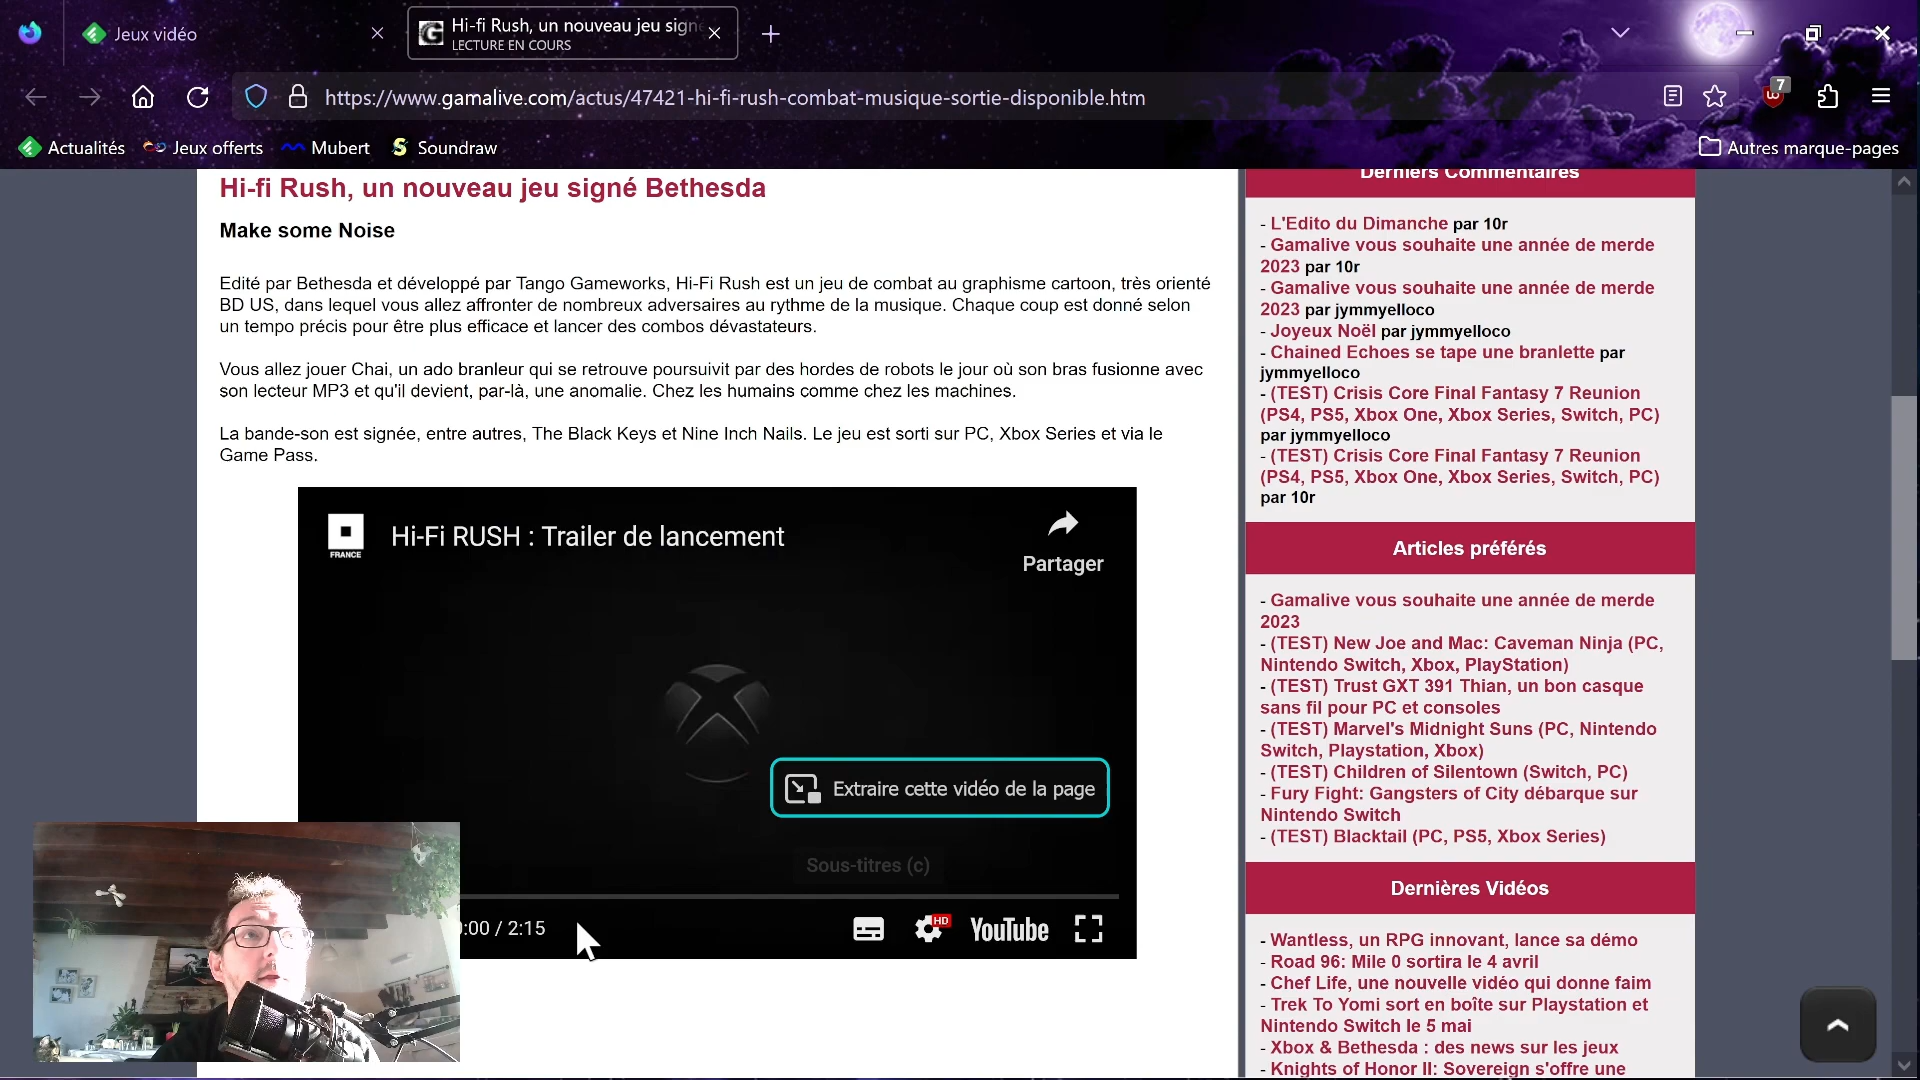 Jeux vidéo
Hi-fi Rush, un nouveau jeu signé
LECTURE EN COURS
https://www.gamalive.com/actus/47421-hi-fi-rush-combat-musique-sortie-disponible.htm
7
Actualités
Jeux offerts
Mubert
Soundraw
Autres marque-pages
Hi-fi Rush, un nouveau jeu signé Bethesda
Make some Noise
Edité par Bethesda et développé par Tango Gameworks, Hi-Fi Rush est un jeu de combat au graphisme cartoon, très orienté
BD US, dans lequel vous allez affronter de nombreux adversaires au rythme de la musique. Chaque coup est donné selon
un tempo précis pour être plus efficace et lancer des combos dévastateurs.
Vous allez jouer Chai, un ado branleur qui se retrouve poursuivit par des hordes de robots le jour où son bras fusionne avec
son lecteur MP3 et qu'il devient, par-là, une anomalie. Chez les humains comme chez les machines.
La bande-son est signée, entre autres, The Black Keys et Nine Inch Nails. Le jeu est sorti sur PC, Xbox Series et via le
Game Pass.
FRANCE
Hi-Fi RUSH : Trailer de lancement
Partager
Extraire cette vidéo de la page
Sous-titres (c)
:00 / 2:15
HD
YouTube
Derniers Commentaires
- L'Edito du Dimanche par 10r
- Gamalive vous souhaite une année de merde
2023 par 10r
- Gamalive vous souhaite une année de merde
2023 par jymmyelloco
- Joyeux Noël par jymmyelloco
- Chained Echoes se tape une branlette par
jymmyelloco
- (TEST) Crisis Core Final Fantasy 7 Reunion
(PS4, PS5, Xbox One, Xbox Series, Switch, PC)
par jymmyelloco
- (TEST) Crisis Core Final Fantasy 7 Reunion
(PS4, PS5, Xbox One, Xbox Series, Switch, PC)
par 10r
Articles préférés
- Gamalive vous souhaite une année de merde
2023
- (TEST) New Joe and Mac: Caveman Ninja (PC,
Nintendo Switch, Xbox, PlayStation)
- (TEST) Trust GXT 391 Thian, un bon casque
sans fil pour PC et consoles
- (TEST) Marvel's Midnight Suns (PC, Nintendo
Switch, Playstation, Xbox)
- (TEST) Children of Silentown (Switch, PC)
- Fury Fight: Gangsters of City débarque sur
Nintendo Switch
- (TEST) Blacktail (PC, PS5, Xbox Series)
Dernières Vidéos
- Wantless, un RPG innovant, lance sa démo
- Road 96: Mile 0 sortira le 4 avril
- Chef Life, une nouvelle vidéo qui donne faim
- Trek To Yomi sort en boîte sur Playstation et
Nintendo Switch le 5 mai
- Xbox & Bethesda : des news sur les jeux
- Knights of Honor II: Sovereign s'offre une